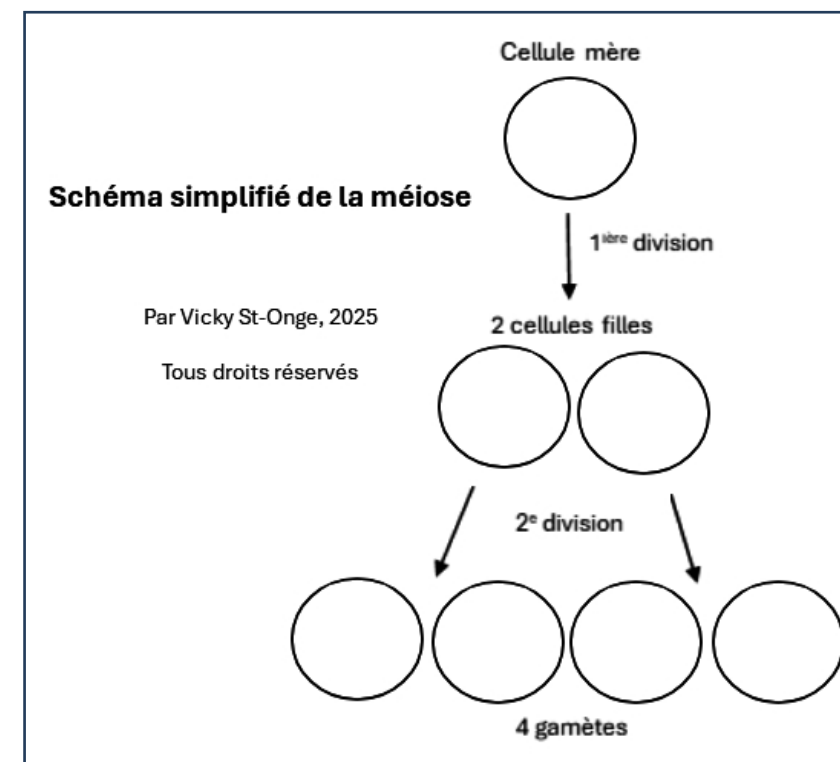 Cellule mère
Schéma simplifié de la méiose
1ière division
Par Vicky St-Onge, 2025
2 cellules filles
Tous droits réservés
2e division
4 gamètes